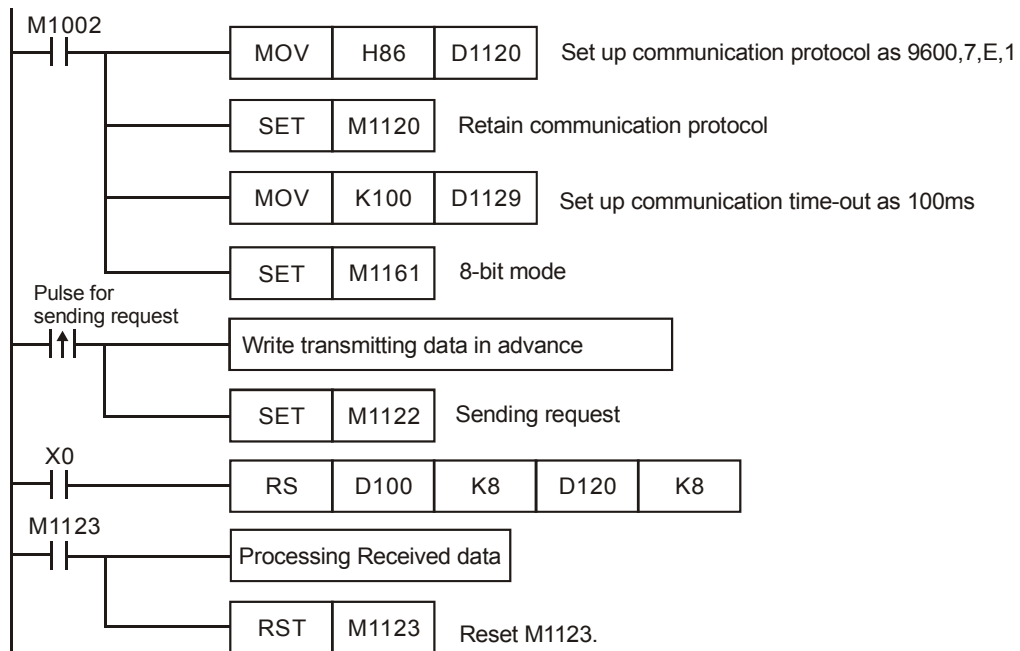 M1002
MOV H86 D1120 Set up communication protocol as 9600,7,E,1
SET M1120 Retain communication protocol
MOV K100 D1129 Set up communication time-out as 100ms
SET M1161 8-bit mode
Pulse for
sending request
Write transmitting data in advance
SET M1122 Sending request
X0
RS D100 K8 D120 K8
M1123
Processing Received data
RST M1123 Reset M1123.